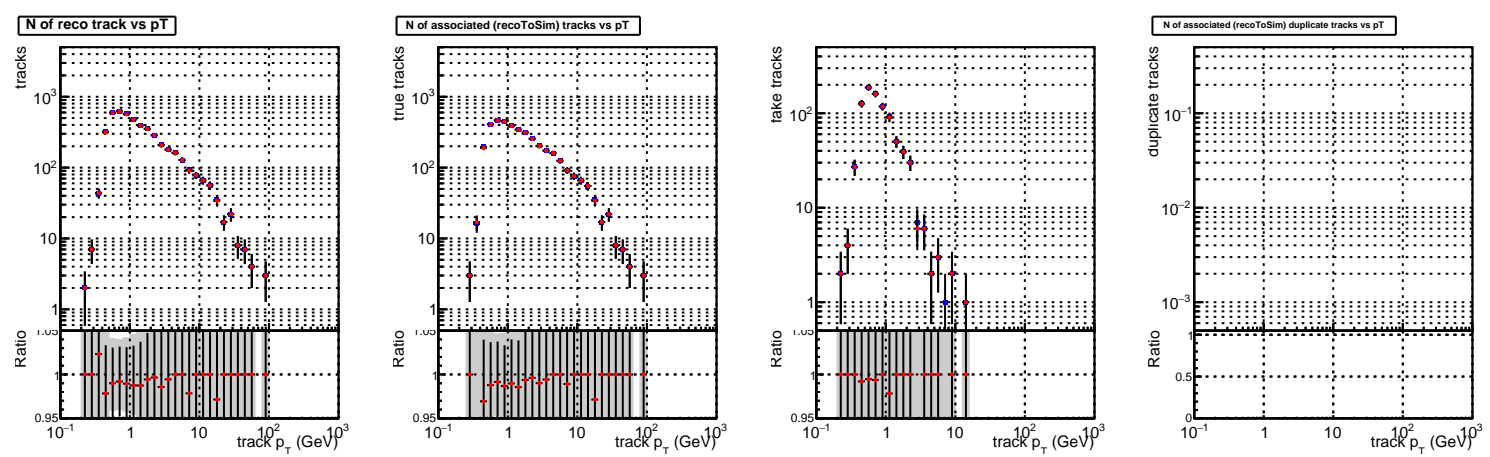 N of reco track vs pT
tracks
10³
10²
10
1
Ratio
1.05
1
0.95
10⁻¹ 1 10 10² 10³
track p_T (GeV)
N of associated (recoToSim) tracks vs pT
true tracks
10³
10²
10
1
Ratio
1.05
1
0.95
10⁻¹ 1 10 10² 10³
track p_T (GeV)
fake tracks
10²
10
1
Ratio
1.05
1
0.95
10⁻¹ 1 10 10² 10³
track p_T (GeV)
N of associated (recoToSim) duplicate tracks vs pT
duplicate tracks
10⁻¹
10⁻²
10⁻³
Ratio
1
0.5
0
10⁻¹ 1 10 10² 10³
track p_T (GeV)